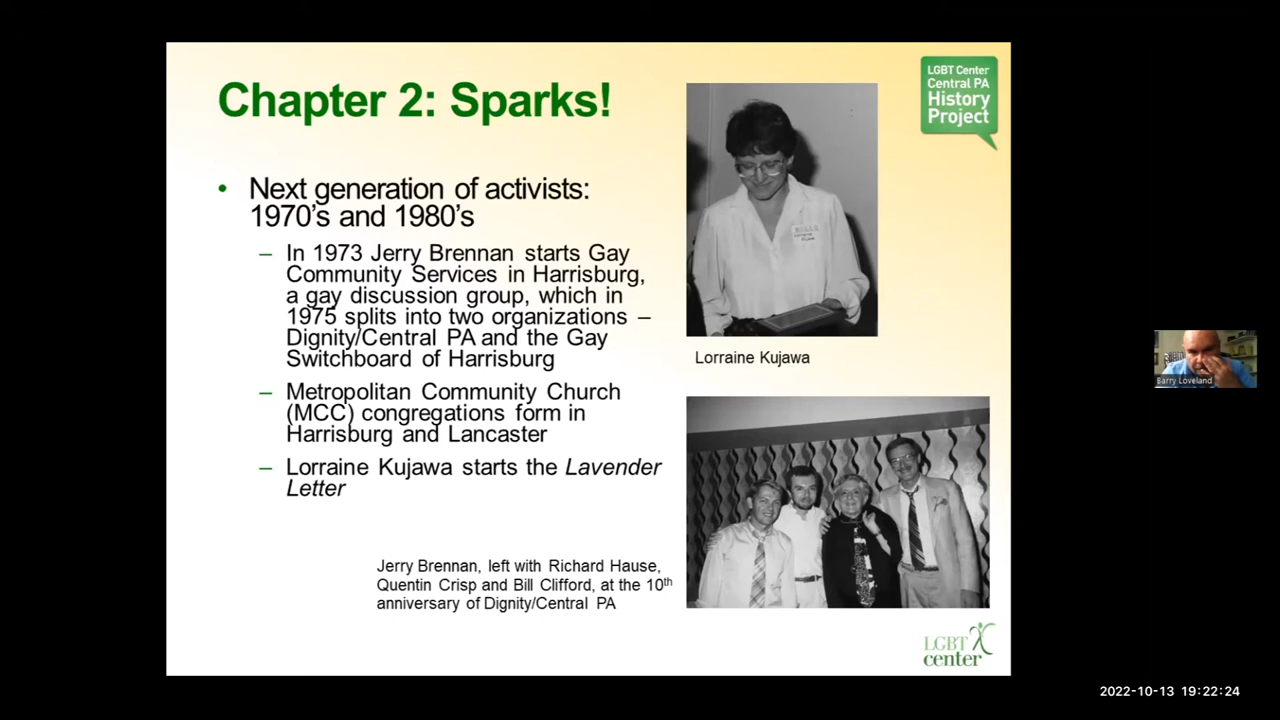 Chapter 2: Sparks!
LGBT Center
Central PA
History
Project
• Next generation of activists:
1970's and 1980's
– In 1973 Jerry Brennan starts Gay
Community Services in Harrisburg,
a gay discussion group, which in
1975 splits into two organizations –
Dignity/Central PA and the Gay
Switchboard of Harrisburg
– Metropolitan Community Church
(MCC) congregations form in
Harrisburg and Lancaster
– Lorraine Kujawa starts the Lavender
Letter
Lorraine Kujawa
Jerry Brennan, left with Richard Hause,
Quentin Crisp and Bill Clifford, at the 10th
anniversary of Dignity/Central PA
LGBT
center
Barry Loveland
2022-10-13 19:22:24